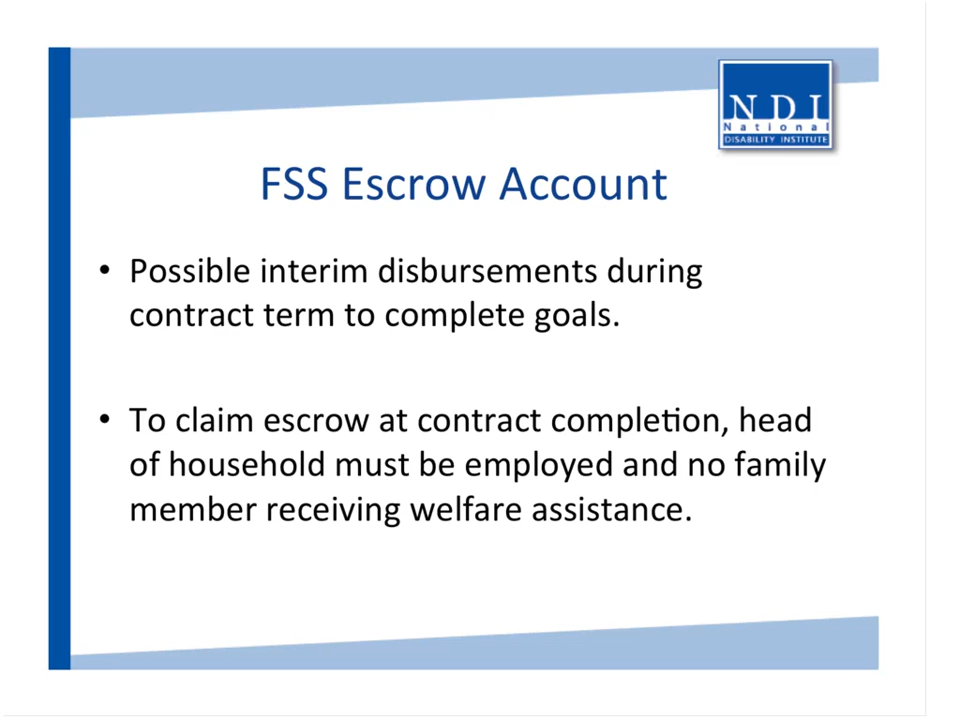 NDI
National
DISABILITY INSTITUTE
FSS Escrow Account
• Possible interim disbursements during
contract term to complete goals.
• To claim escrow at contract completion, head
of household must be employed and no family
member receiving welfare assistance.